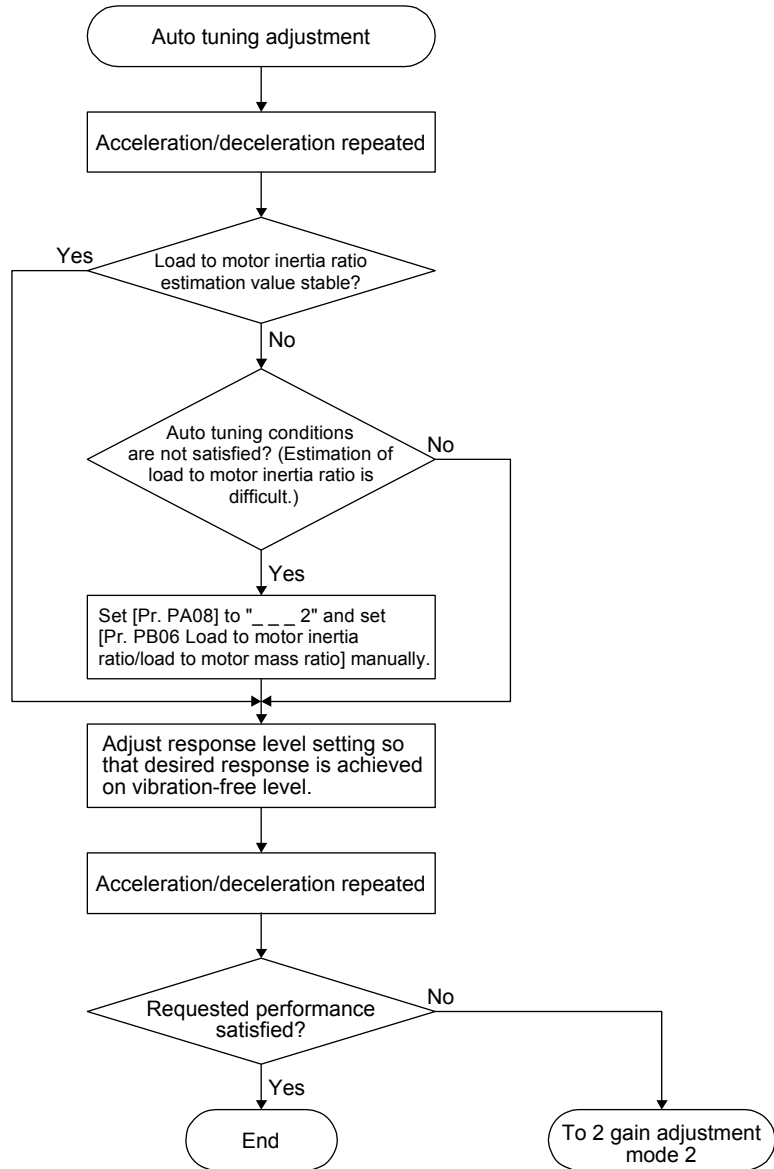 Auto tuning adjustment
Acceleration/deceleration repeated
Yes
Load to motor inertia ratio
estimation value stable?
No
Auto tuning conditions
are not satisfied? (Estimation of
load to motor inertia ratio is
difficult.)
No
Yes
Set [Pr. PA08] to "_ _ _ 2" and set
[Pr. PB06 Load to motor inertia
ratio/load to motor mass ratio] manually.
Adjust response level setting so
that desired response is achieved
on vibration-free level.
Acceleration/deceleration repeated
Requested performance
satisfied?
No
Yes
End
To 2 gain adjustment
mode 2